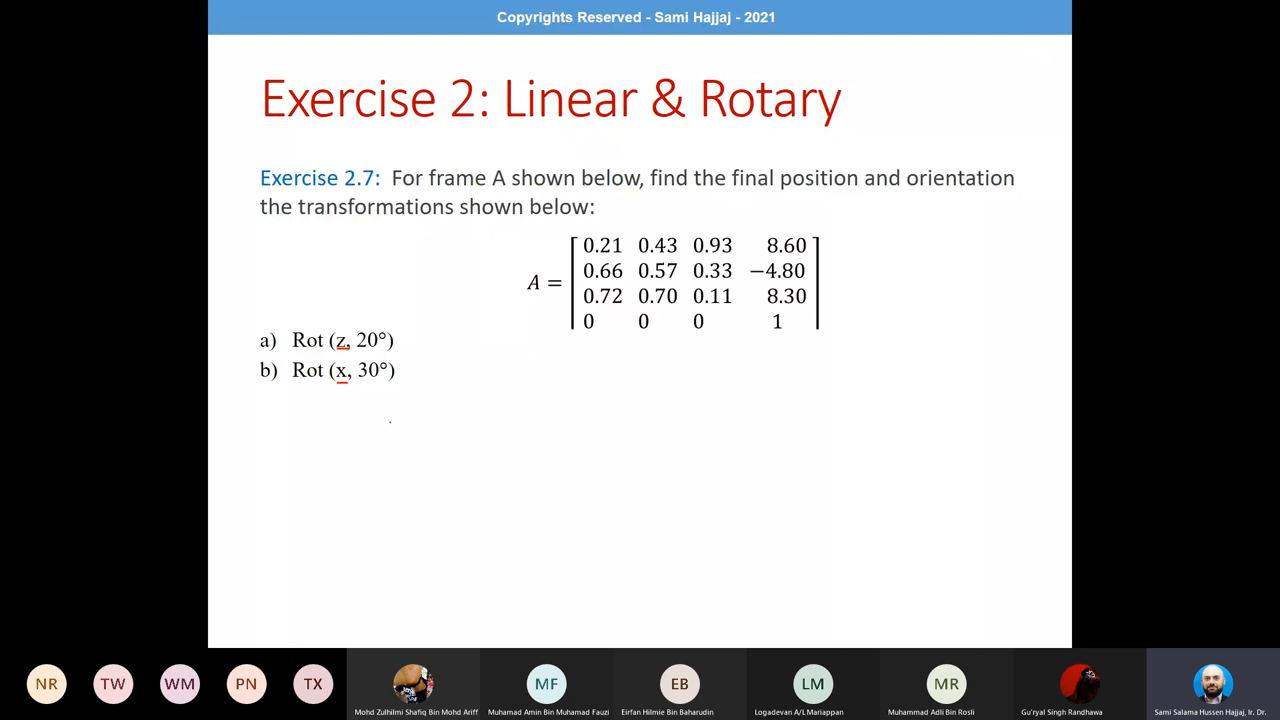 Copyrights Reserved - Sami Hajjaj - 2021
Exercise 2: Linear & Rotary
Exercise 2.7: For frame A shown below, find the final position and orientation
the transformations shown below:
A = [ 0.21 0.43 0.93 8.60
0.66 0.57 0.33 −4.80
0.72 0.70 0.11 8.30
0 0 0 1 ]
a) Rot (z, 20°)
b) Rot (x, 30°)
NR TW WM PN TX MF EB LM MR
Mohd Zulhilmi Shafiq Bin Mohd Ariff Muhamad Amin Bin Muhamad Fauzi Eirfan Hilmie Bin Baharudin Logadevan A/L Mariappan Muhammad Adli Bin Rosli Gu'ryal Singh Randhawa Sami Salama Hussen Hajjaj, Ir. Dr.